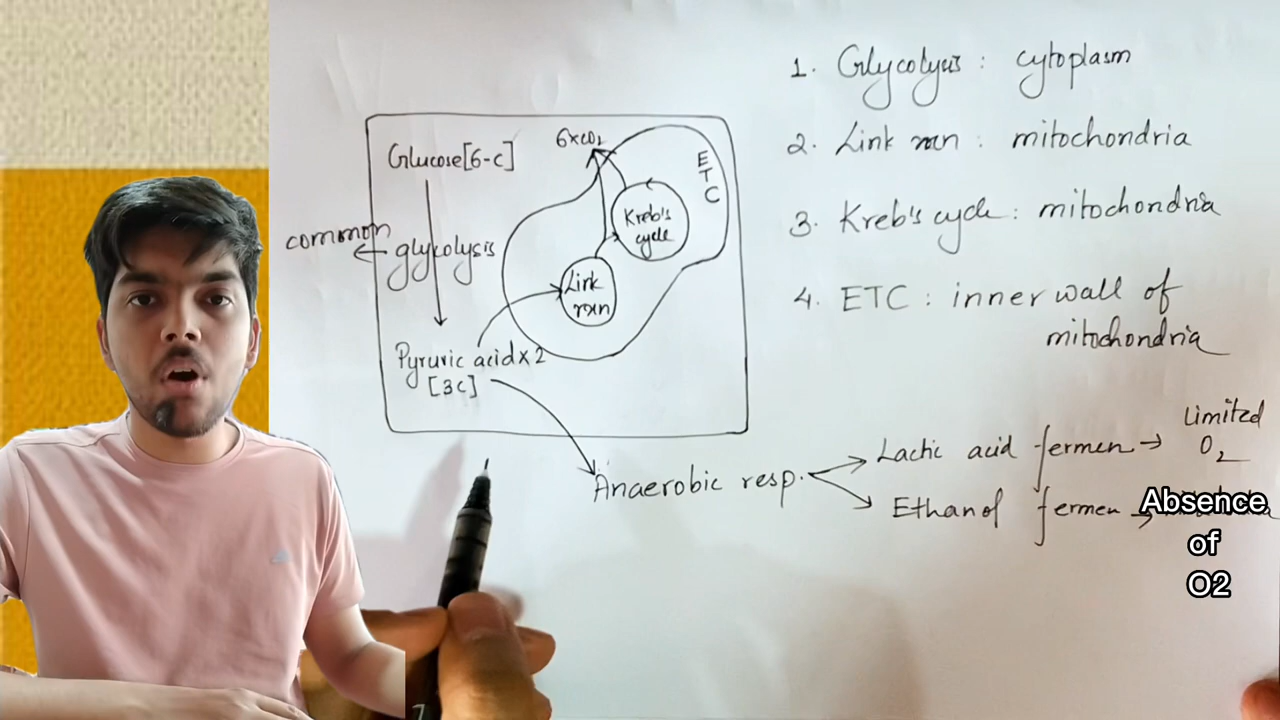 1. Glycolysis : cytoplasm
2. Link rxn : mitochondria
3. Kreb's cycle : mitochondria
4. ETC : inner wall of
mitochondria
Glucose[6-C]
6xCO2
ETC
Kreb's
cycle
common
glycolysis
Link
rxn
Pyruvic acid x 2
[3C]
Anaerobic resp.
Lactic acid fermen → Limited
O2
Ethanol fermen →
Absence
of
O2